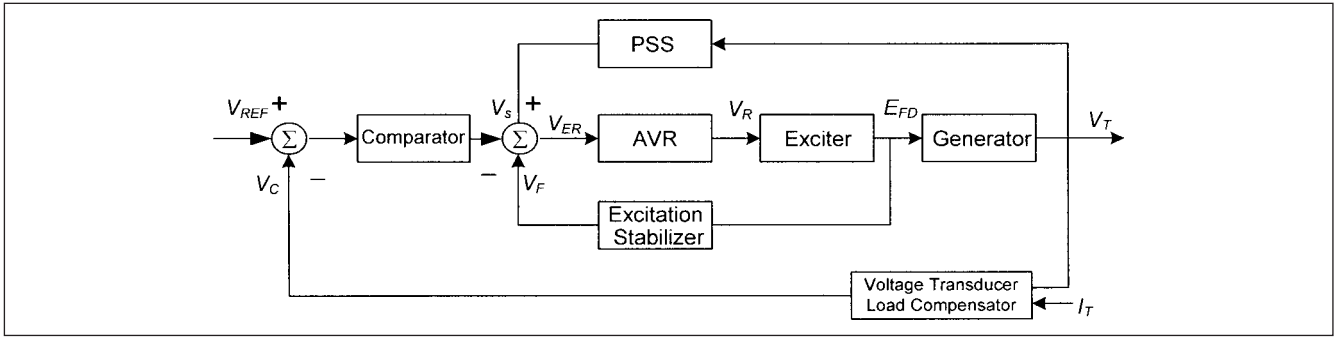 PSS
V_REF +
V_s +
V_ER
V_R
E_FD
V_T
Σ
Comparator
Σ
AVR
Exciter
Generator
V_C −
− V_F
Excitation
Stabilizer
Voltage Transducer
Load Compensator
I_T